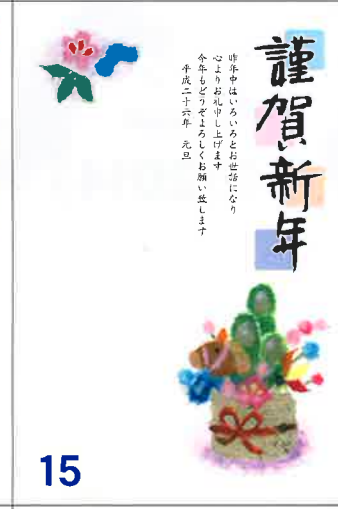 謹賀新年
昨年中はいろいろとお世話になり
心よりお礼申し上げます
今年もどうぞよろしくお願い致します
平成二十六年 元旦
15